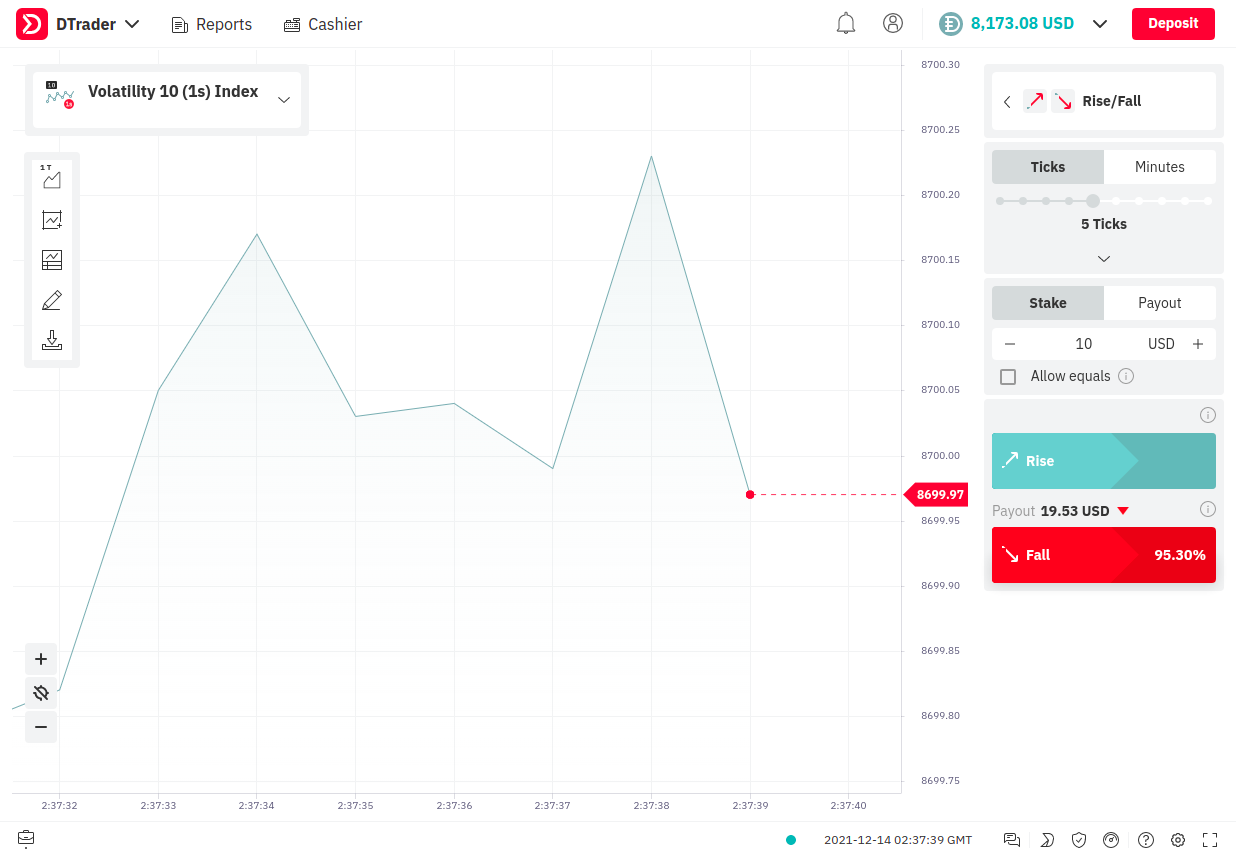 DTrader
Reports
Cashier
8,173.08 USD
Deposit
10
1s
Volatility 10 (1s) Index
1 T
8700.30
8700.25
8700.20
8700.15
8700.10
8700.05
8700.00
8699.97
8699.95
8699.90
8699.85
8699.80
8699.75
2:37:32
2:37:33
2:37:34
2:37:35
2:37:36
2:37:37
2:37:38
2:37:39
2:37:40
Rise/Fall
Ticks
Minutes
5 Ticks
Stake
Payout
− 10 USD +
Allow equals
Rise
Payout 19.53 USD
Fall 95.30%
2021-12-14 02:37:39 GMT